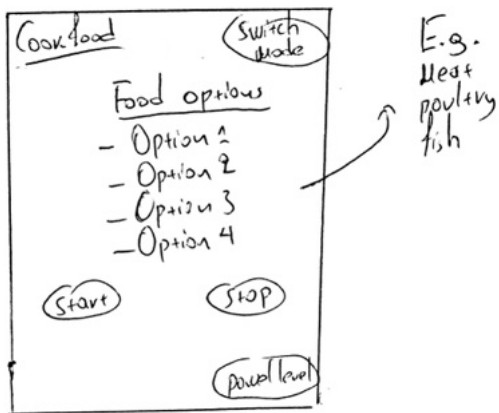 Cook food
Switch
mode
Food options
- Option 1
- Option 2
- Option 3
- Option 4
Start
Stop
power level
E.g.
Meat
poultry
fish